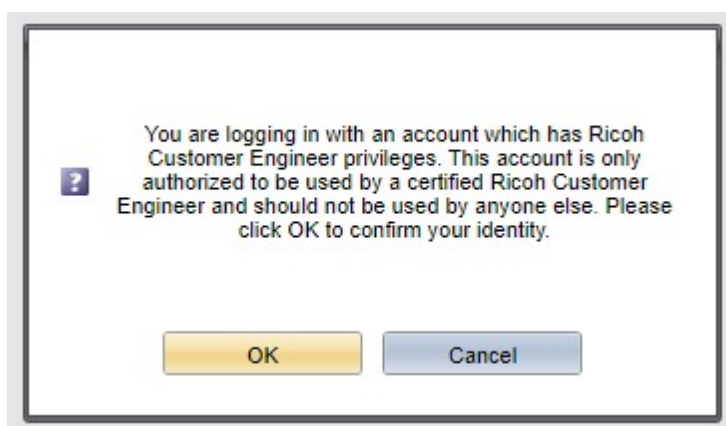 You are logging in with an account which has Ricoh
Customer Engineer privileges. This account is only
authorized to be used by a certified Ricoh Customer
Engineer and should not be used by anyone else. Please
click OK to confirm your identity.
?
OK
Cancel